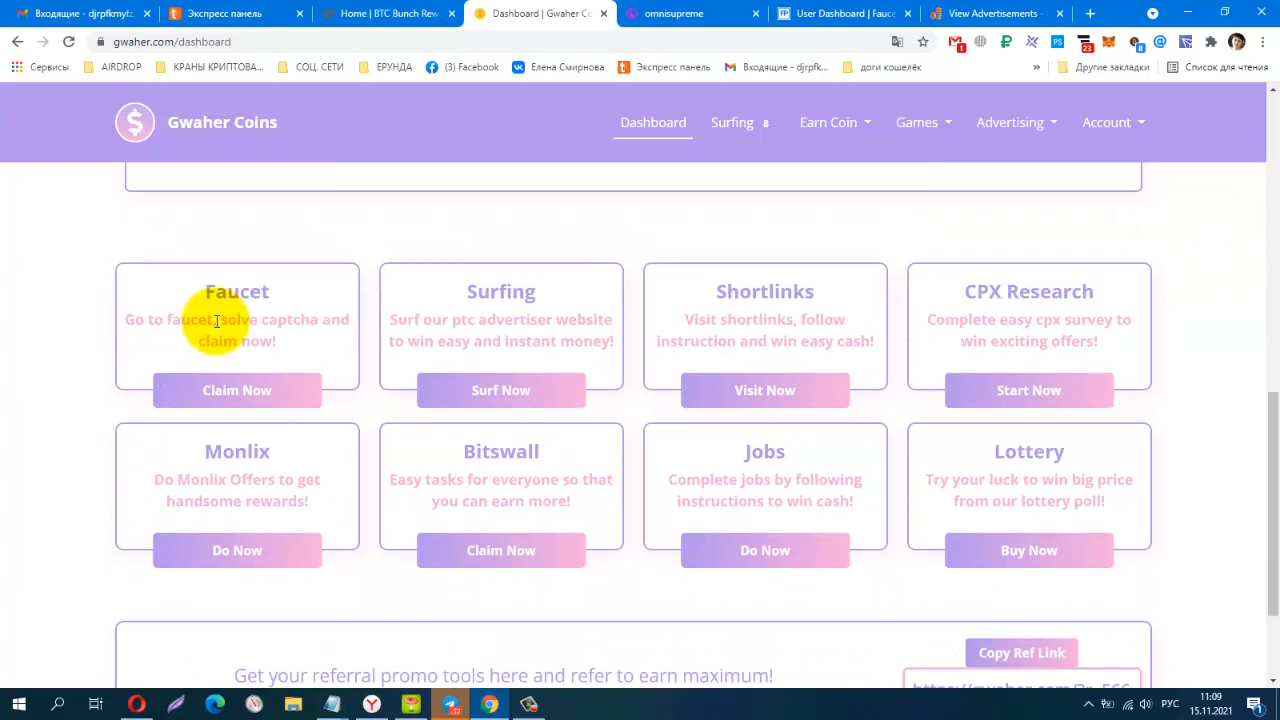 Входящие - djrpfkmyfz.
Экспресс панель
Home | BTC Bunch Rew
Dashboard | Gwaher Co
omnisupreme
User Dashboard | Fauce
View Advertisements -
gwaher.com/dashboard
1
23
8
Сервисы
AIRDROP
КРАНЫ КРИПТОВА...
СОЦ. СЕТИ
ЕРУНДА
(3) Facebook
Елена Смирнова
Экспресс панель
Входящие - djrpfk...
доги кошелёк
»
Другие закладки
Список для чтения
$
Gwaher Coins
Dashboard
Surfing 8
Earn Coin
Games
Advertising
Account
Faucet
Go to faucet, solve captcha and
claim now!
Claim Now
Surfing
Surf our ptc advertiser website
to win easy and instant money!
Surf Now
Shortlinks
Visit shortlinks, follow
instruction and win easy cash!
Visit Now
CPX Research
Complete easy cpx survey to
win exciting offers!
Start Now
Monlix
Do Monlix Offers to get
handsome rewards!
Do Now
Bitswall
Easy tasks for everyone so that
you can earn more!
Claim Now
Jobs
Complete jobs by following
instructions to win cash!
Do Now
Lottery
Try your luck to win big price
from our lottery poll!
Buy Now
Get your referral promo tools here and refer to earn maximum!
Copy Ref Link
РУС
11:09
15.11.2021